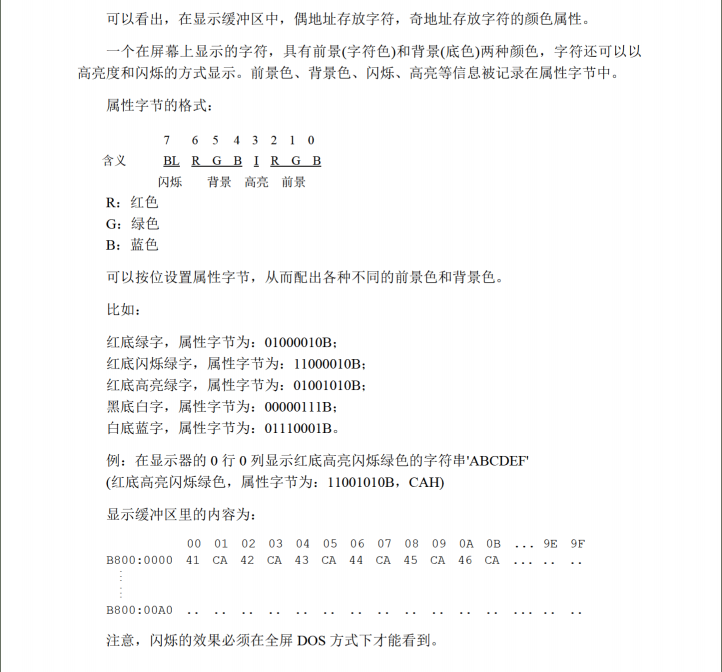 可以看出，在显示缓冲区中，偶地址存放字符，奇地址存放字符的颜色属性。
一个在屏幕上显示的字符，具有前景(字符色)和背景(底色)两种颜色，字符还可以以
高亮度和闪烁的方式显示。前景色、背景色、闪烁、高亮等信息被记录在属性字节中。
属性字节的格式：
7 6 5 4 3 2 1 0
含义 BL R G B I R G B
闪烁 背景 高亮 前景
R：红色
G：绿色
B：蓝色
可以按位设置属性字节，从而配出各种不同的前景色和背景色。
比如：
红底绿字，属性字节为：01000010B；
红底闪烁绿字，属性字节为：11000010B；
红底高亮绿字，属性字节为：01001010B；
黑底白字，属性字节为：00000111B；
白底蓝字，属性字节为：01110001B。
例：在显示器的 0 行 0 列显示红底高亮闪烁绿色的字符串'ABCDEF'
(红底高亮闪烁绿色，属性字节为：11001010B，CAH)
显示缓冲区里的内容为：
00 01 02 03 04 05 06 07 08 09 0A 0B ... 9E 9F
B800:0000 41 CA 42 CA 43 CA 44 CA 45 CA 46 CA ... .. ..
⋮
⋮
B800:00A0 .. .. .. .. .. .. .. .. .. .. .. .. ... .. ..
注意，闪烁的效果必须在全屏 DOS 方式下才能看到。